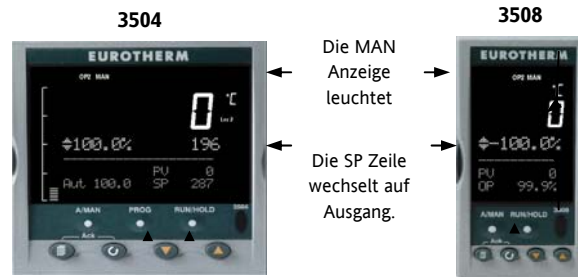 3504
3508
Die MAN
Anzeige
leuchtet
Die SP Zeile
wechselt auf
Ausgang.
EUROTHERM
OP2 MAN
0 °C
100.0% 196
PV 0
Aut 100.0 SP 287
A/MAN PROG RUN/HOLD
Ack
EUROTHERM
OP2 MAN
°C
0
-100.0%
PV 0
OP 99.9%
A/MAN RUN/HOLD
Ack